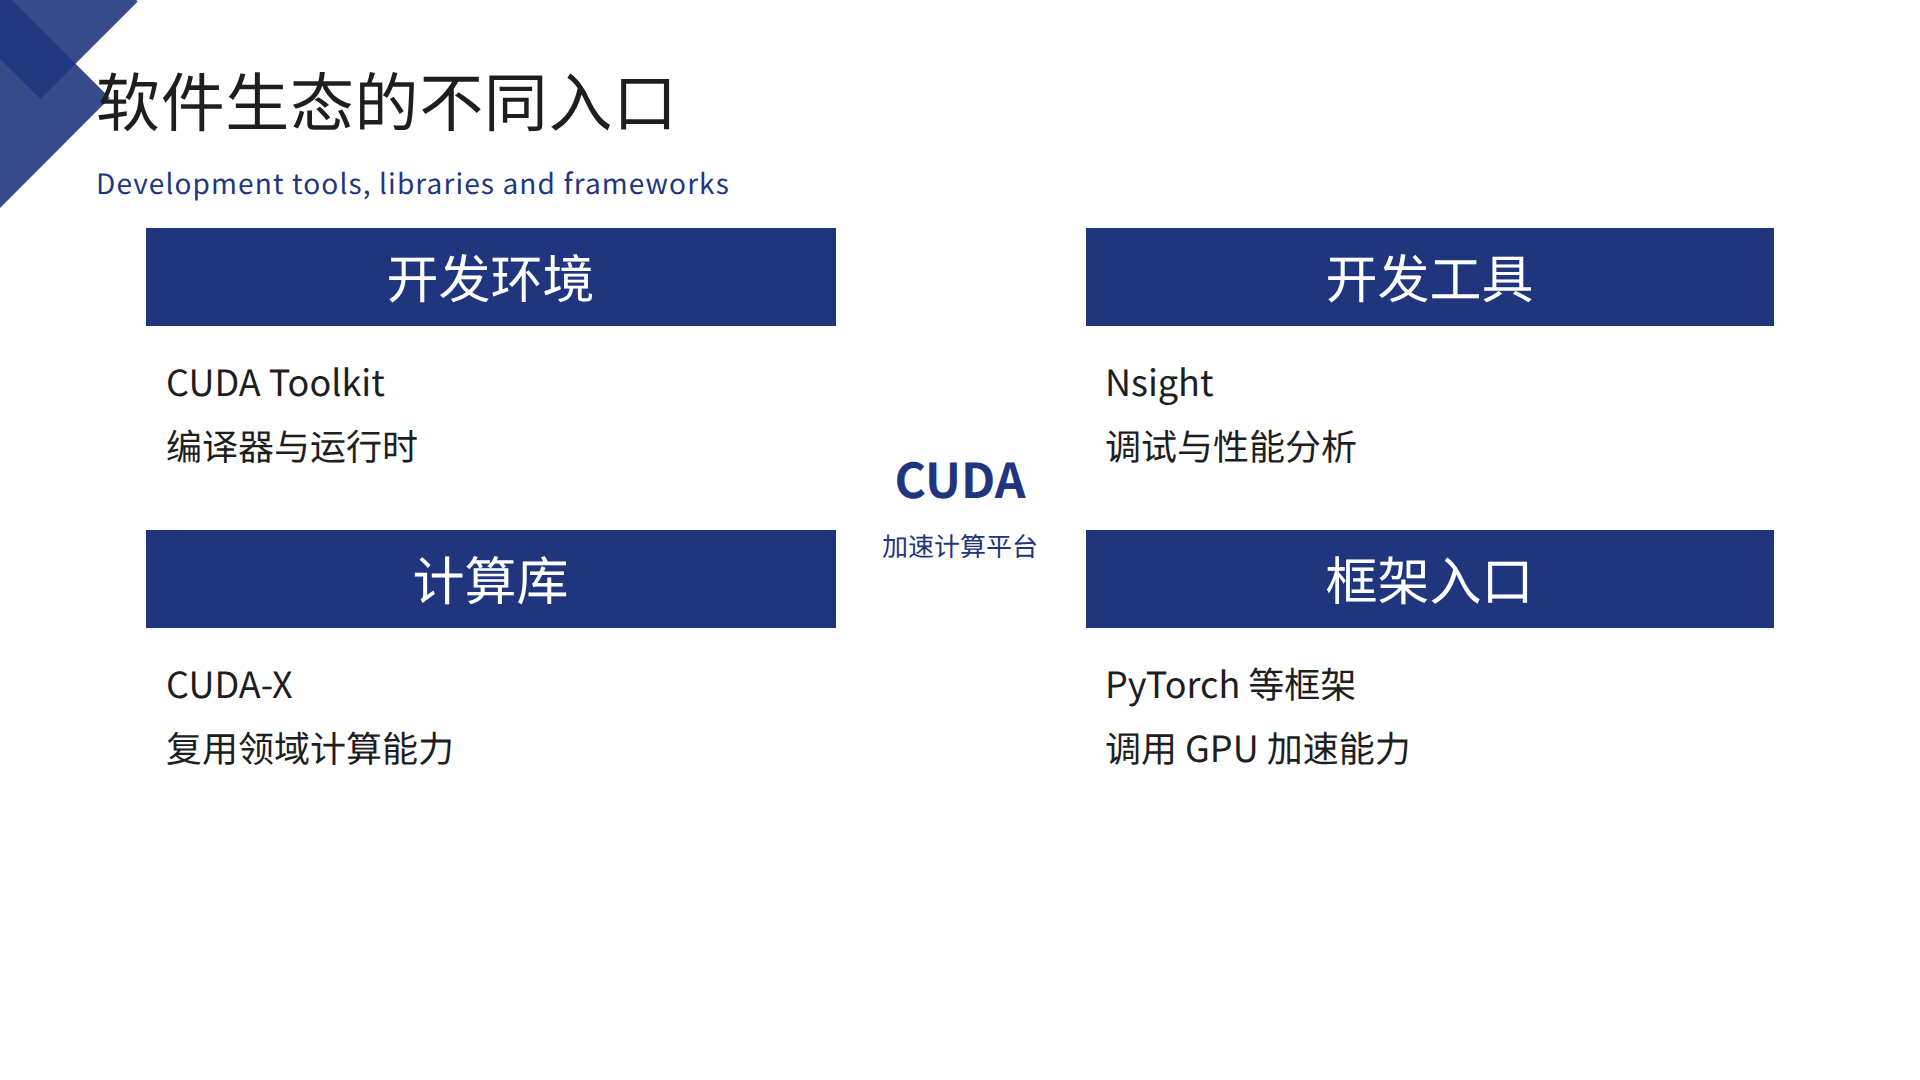 软件生态的不同入口
Development tools, libraries and frameworks
开发环境
CUDA Toolkit
编译器与运行时
开发工具
Nsight
调试与性能分析
CUDA
加速计算平台
计算库
CUDA-X
复用领域计算能力
框架入口
PyTorch 等框架
调用 GPU 加速能力